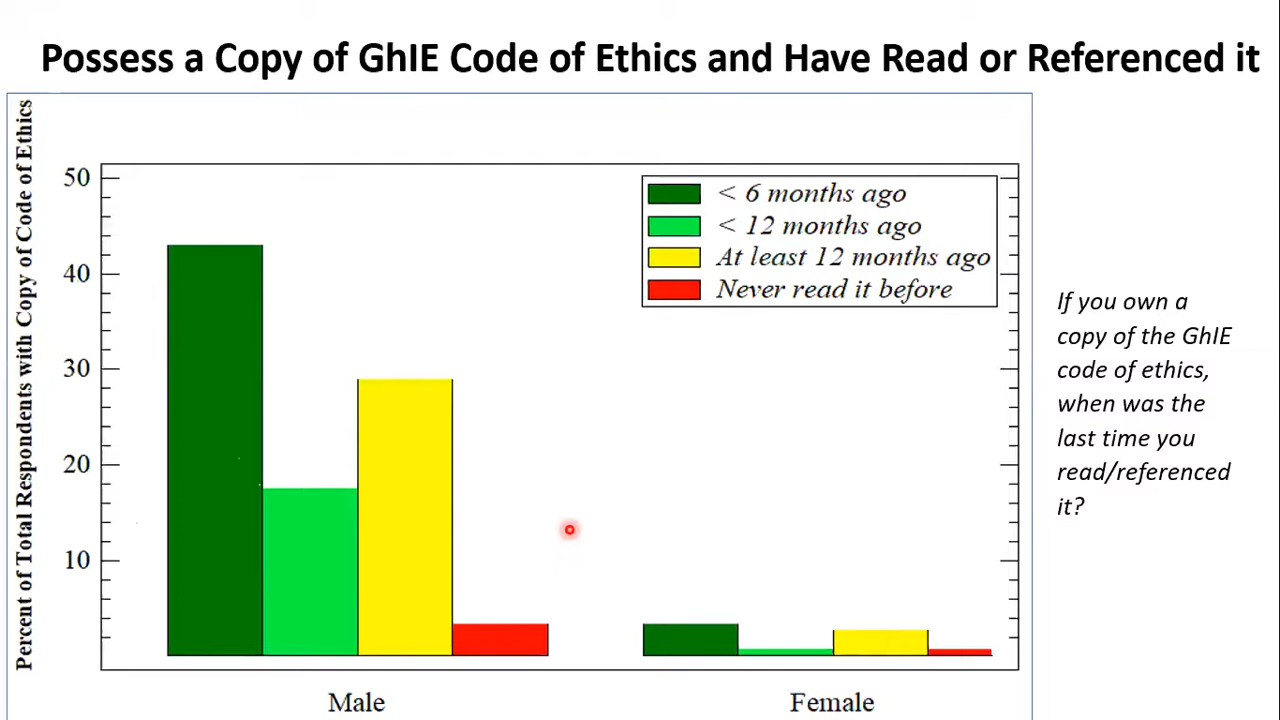 Possess a Copy of GhIE Code of Ethics and Have Read or Referenced it
Percent of Total Respondents with Copy of Code of Ethics
50
40
30
20
10
< 6 months ago
< 12 months ago
At least 12 months ago
Never read it before
Male
Female
If you own a
copy of the GhIE
code of ethics,
when was the
last time you
read/referenced
it?